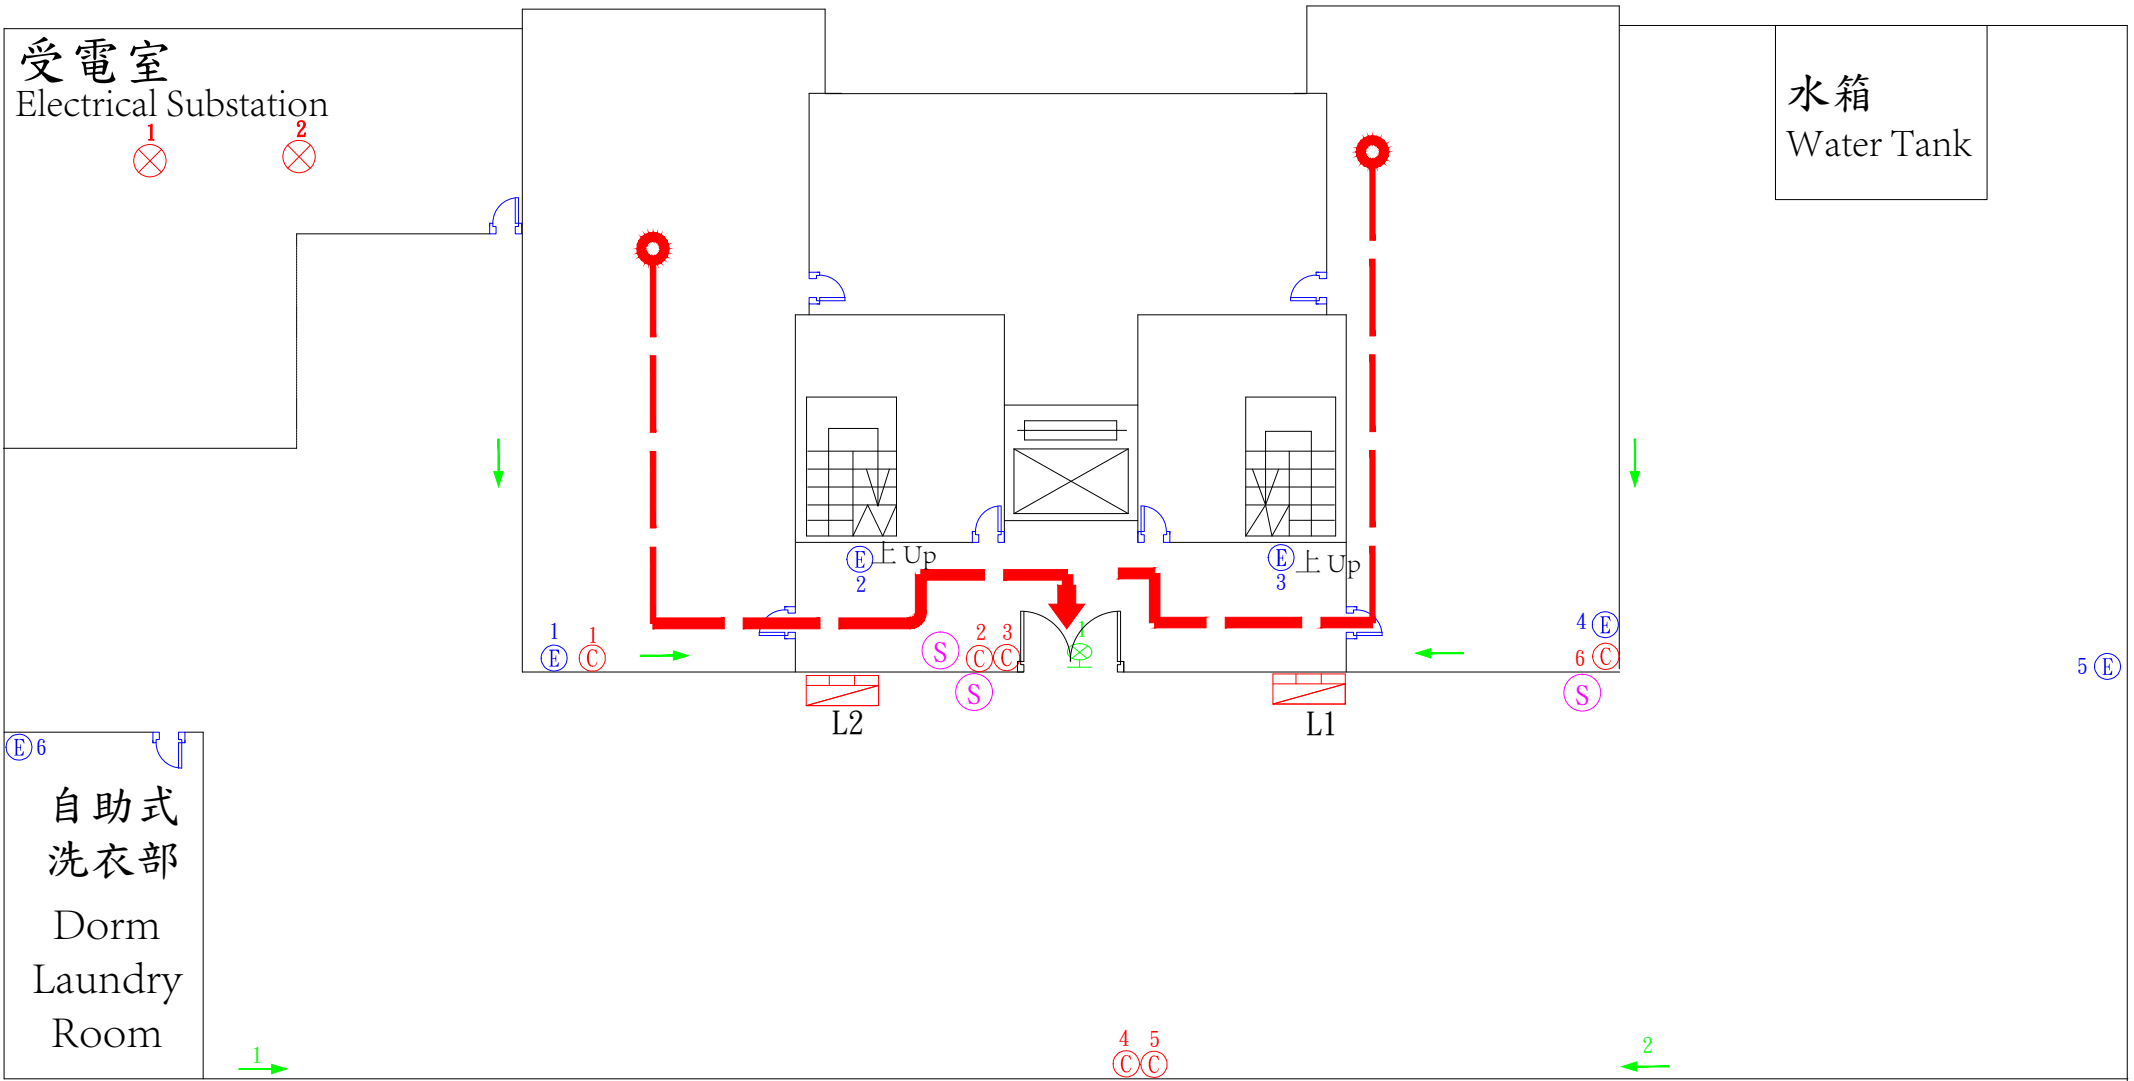 受電室
Electrical Substation
1
2
水箱
Water Tank
上 Up
E
2
上 Up
E
3
1
E
1
C
S
2
C
3
C
1
4
E
6
C
5
E
S
S
L2
L1
E
6
自助式
洗衣部
Dorm
Laundry
Room
1
4
C
5
C
2